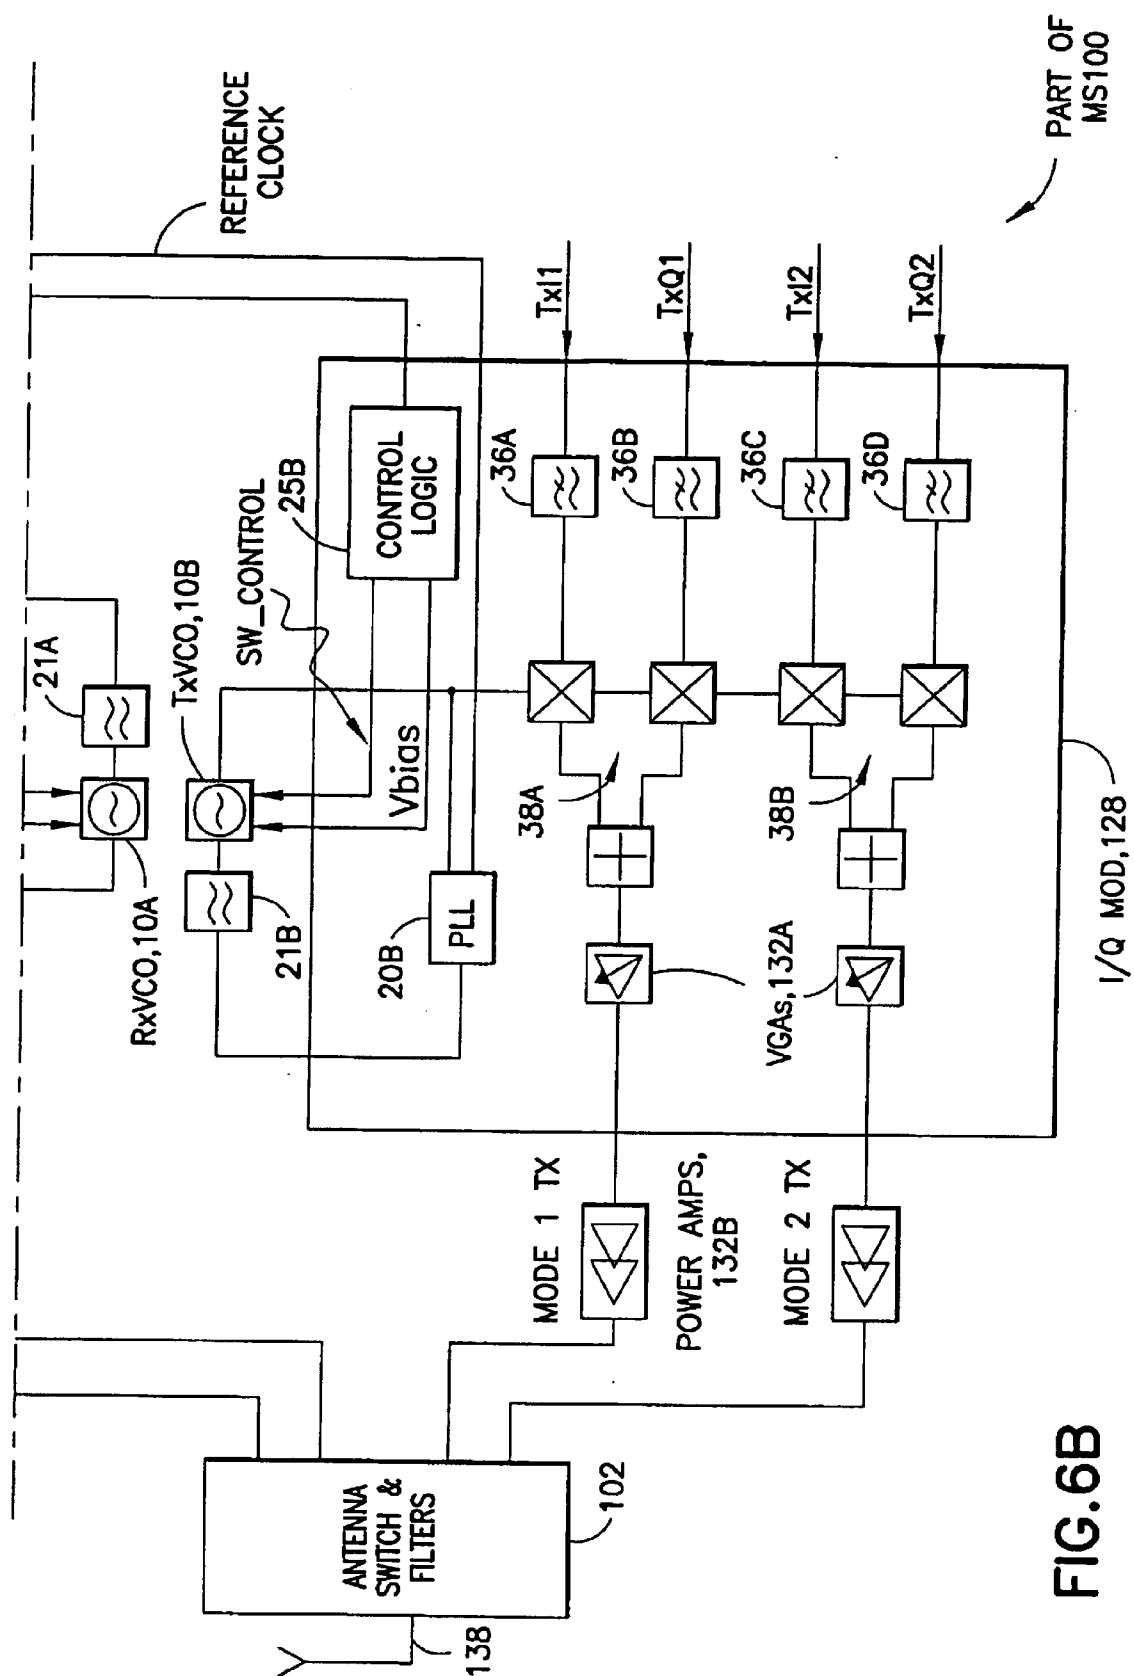 REFERENCE
CLOCK
21A
RxVCO,10A
TxVCO,10B
21B
SW_CONTROL
Vbias
25B
CONTROL
LOGIC
20B
PLL
ANTENNA
SWITCH &
FILTERS
102
138
MODE 1 TX
POWER AMPS,
132B
MODE 2 TX
38A
38B
VGAs,132A
36A
36B
36C
36D
TxI1
TxQ1
TxI2
TxQ2
I/Q MOD,128
PART OF
MS100
FIG.6B